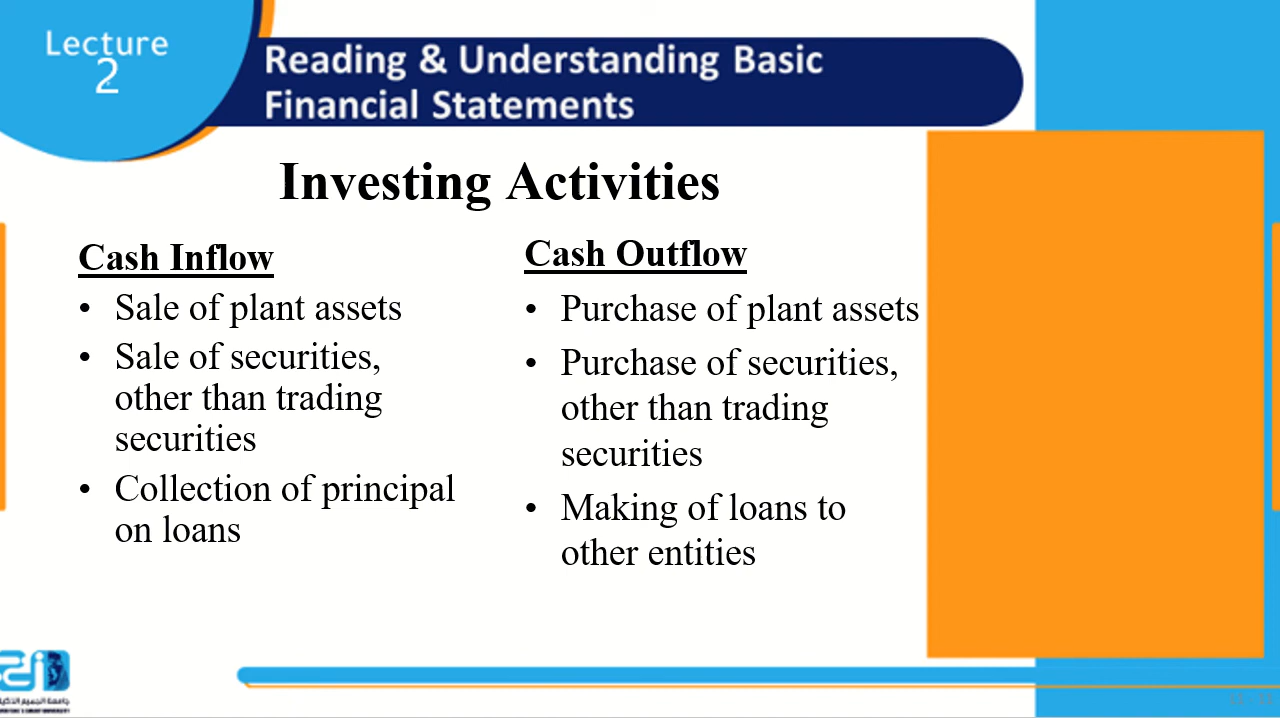 Lecture
2
Reading & Understanding Basic
Financial Statements
Investing Activities
Cash Inflow
• Sale of plant assets
• Sale of securities,
other than trading
securities
• Collection of principal
on loans
Cash Outflow
• Purchase of plant assets
• Purchase of securities,
other than trading
securities
• Making of loans to
other entities